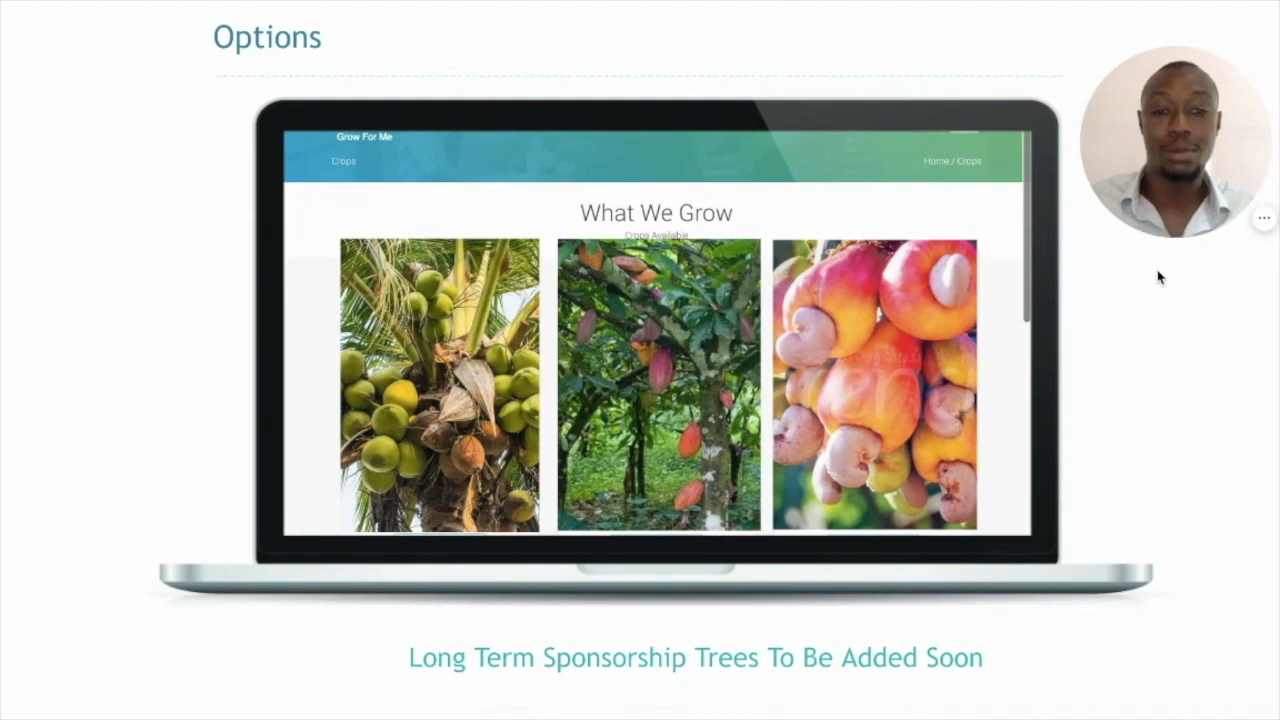 Options
Grow For Me
Crops
Home / Crops
What We Grow
Crops Available
Long Term Sponsorship Trees To Be Added Soon